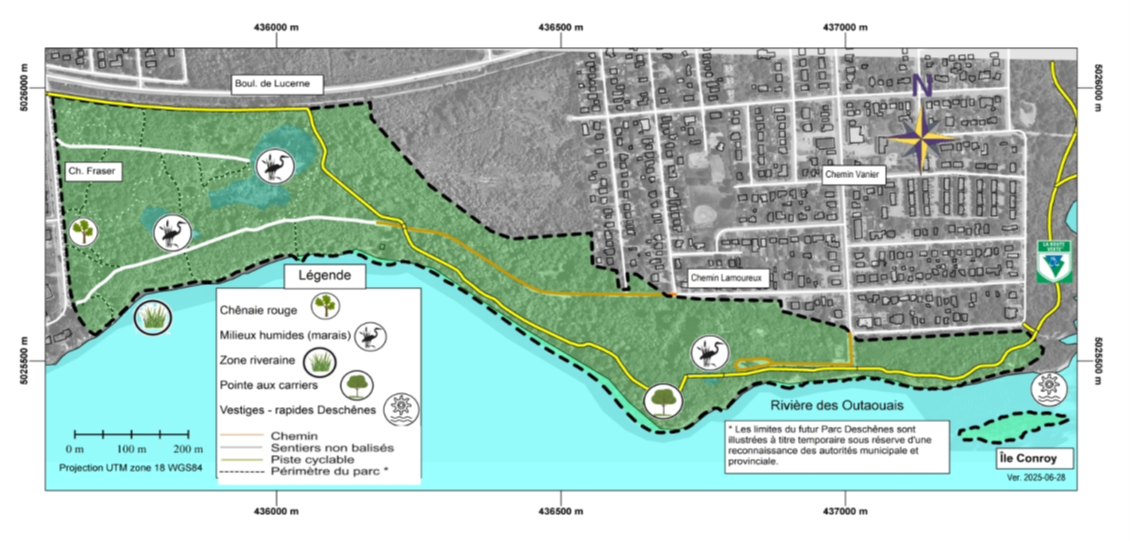 436000 m
436500 m
437000 m
5026000 m
5026000 m
Boul. de Lucerne
N
Ch. Fraser
Chemin Vanier
LA ROUTE
VERTE
Chemin Lamoureux
Légende
Chênaie rouge
Milieux humides (marais)
Zone riveraine
Pointe aux carriers
Vestiges - rapides Deschênes
Chemin
Sentiers non balisés
Piste cyclable
Périmètre du parc *
5025500 m
5025500 m
0 m 100 m 200 m
Projection UTM zone 18 WGS84
Rivière des Outaouais
* Les limites du futur Parc Deschênes sont
illustrées à titre temporaire sous réserve d'une
reconnaissance des autorités municipale et
provinciale.
Île Conroy
Ver. 2025-06-28
436000 m
436500 m
437000 m